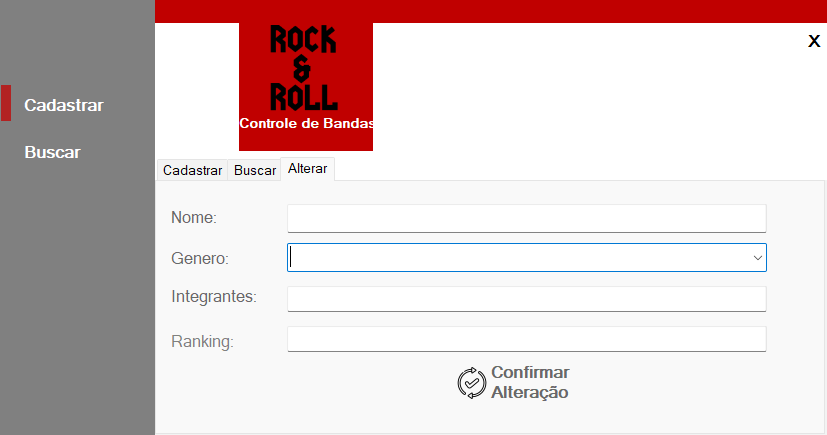 ROCK
&
ROLL
Controle de Bandas
X
Cadastrar
Buscar
Cadastrar Buscar Alterar
Nome:
Genero:
Integrantes:
Ranking:
Confirmar
Alteração